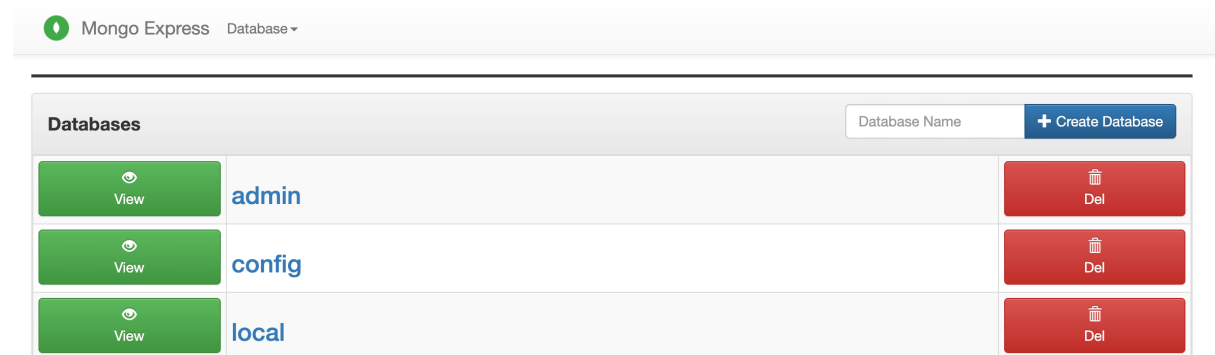 Mongo Express Database
Databases Database Name + Create Database
View admin Del
View config Del
View local Del